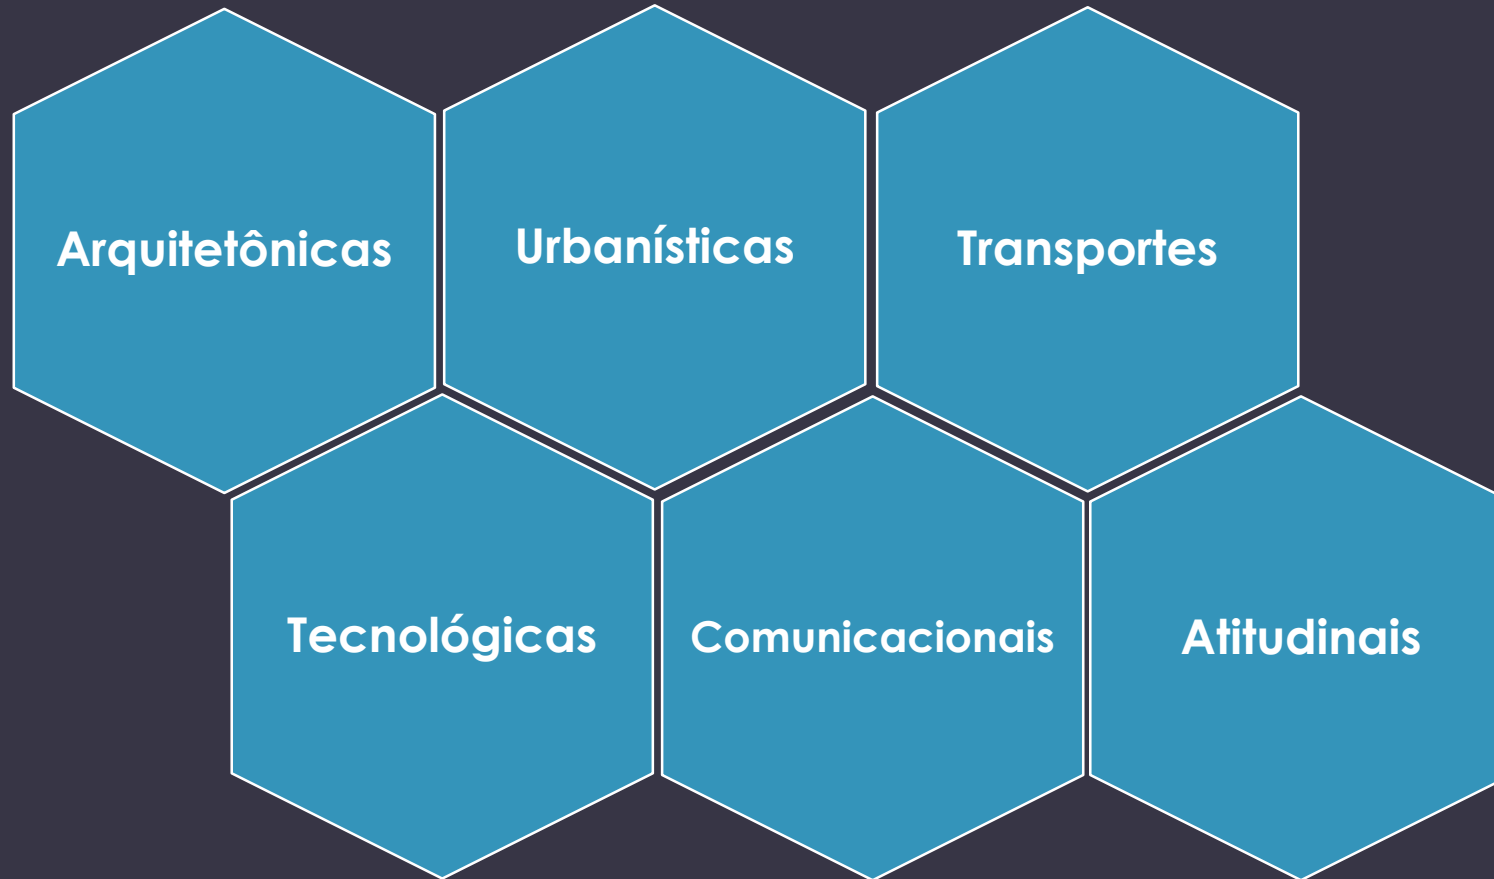 Arquitetônicas
Urbanísticas
Transportes
Tecnológicas
Comunicacionais
Atitudinais